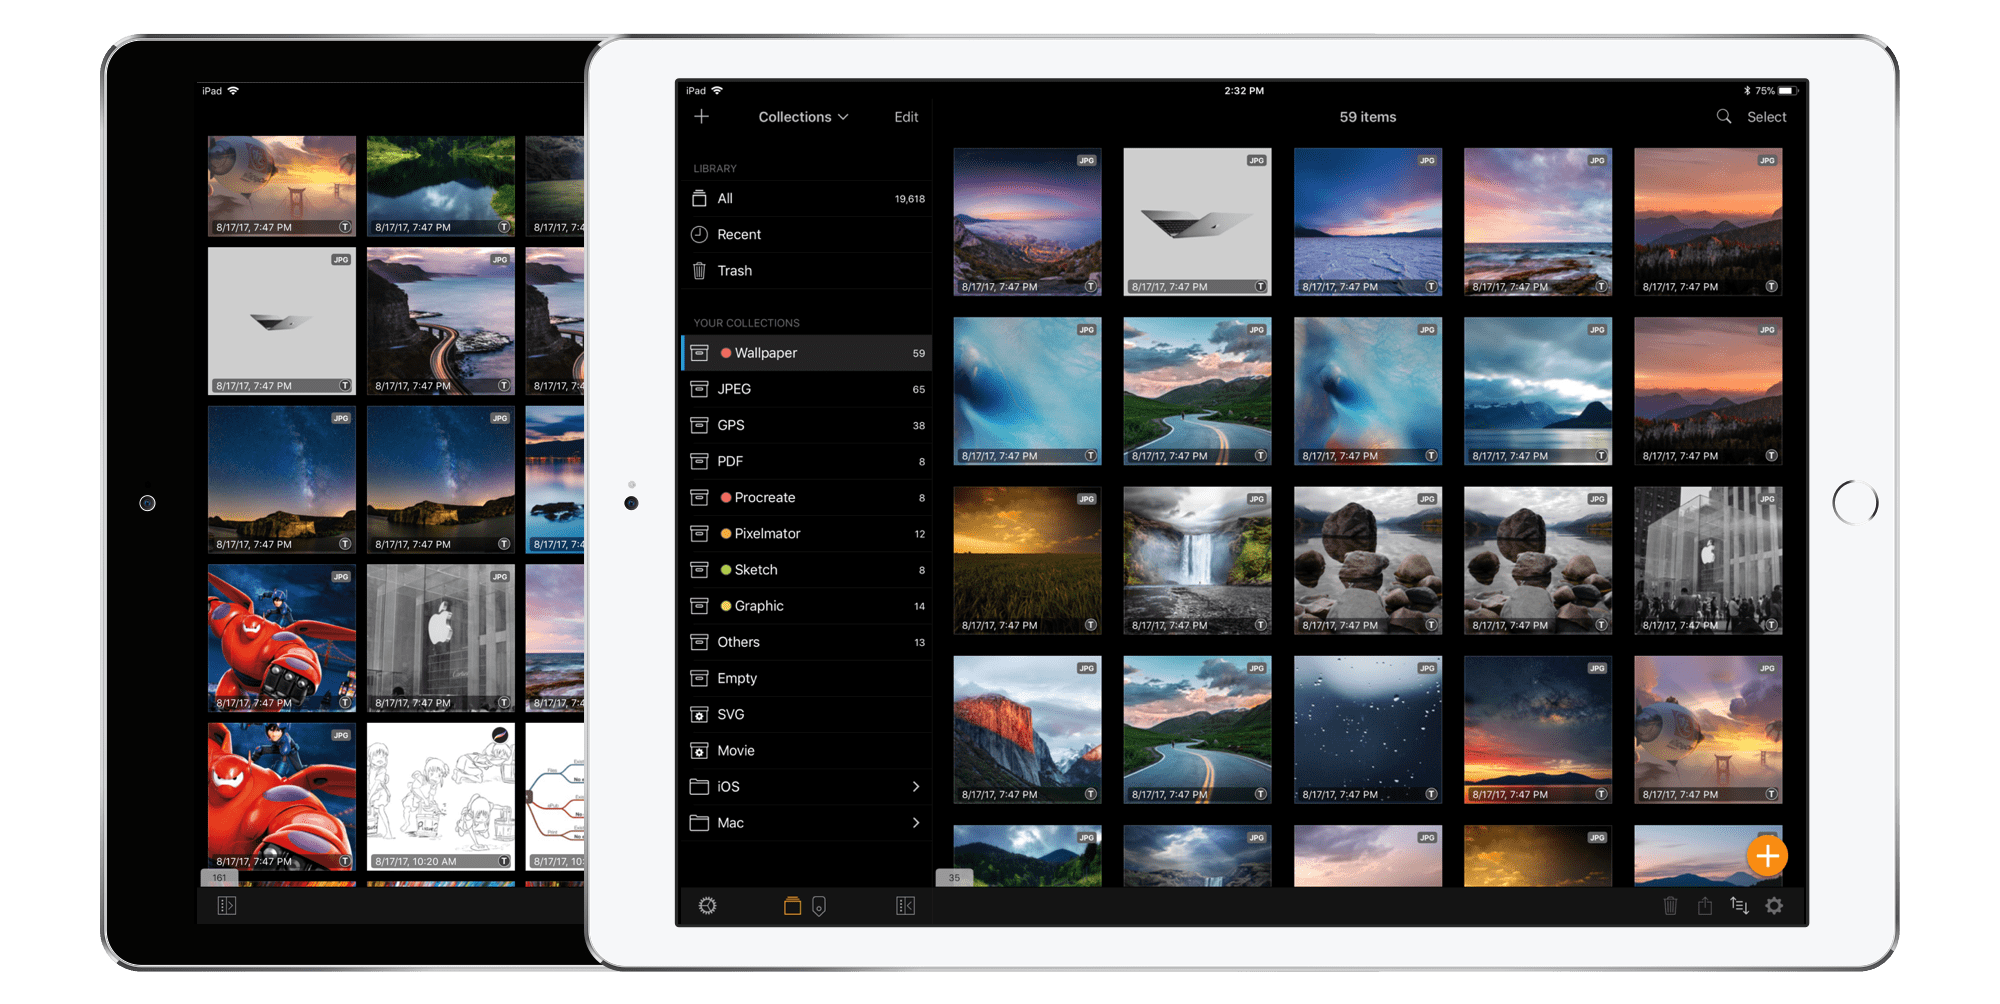 iPad
8/17/17, 7:47 PM T
8/17/17, 7:47 PM T
8/17/17, 7:4
JPG
JPG
8/17/17, 7:47 PM T
8/17/17, 7:47 PM T
8/17/17, 7:4
JPG
JPG
8/17/17, 7:47 PM T
8/17/17, 7:47 PM T
8/17/17, 7:4
JPG
JPG
8/17/17, 7:47 PM T
8/17/17, 7:47 PM T
8/17/17, 7:4
JPG
8/17/17, 7:47 PM T
8/17/17, 10:20 AM T
8/17/17, 10:
161
iPad
2:32 PM
75%
Collections
Edit
59 items
Select
LIBRARY
All 19,618
Recent
Trash
YOUR COLLECTIONS
Wallpaper 59
JPEG 65
GPS 38
PDF 8
Procreate 8
Pixelmator 12
Sketch 8
Graphic 14
Others 13
Empty
SVG
Movie
iOS
Mac
JPG JPG JPG JPG JPG
8/17/17, 7:47 PM T 8/17/17, 7:47 PM T 8/17/17, 7:47 PM T 8/17/17, 7:47 PM T 8/17/17, 7:47 PM T
JPG JPG JPG JPG JPG
8/17/17, 7:47 PM T 8/17/17, 7:47 PM T 8/17/17, 7:47 PM T 8/17/17, 7:47 PM T 8/17/17, 7:47 PM T
JPG JPG JPG JPG JPG
8/17/17, 7:47 PM T 8/17/17, 7:47 PM T 8/17/17, 7:47 PM T 8/17/17, 7:47 PM T 8/17/17, 7:47 PM T
JPG JPG JPG JPG JPG
8/17/17, 7:47 PM T 8/17/17, 7:47 PM T 8/17/17, 7:47 PM T 8/17/17, 7:47 PM T 8/17/17, 7:47 PM T
JPG JPG JPG JPG
35